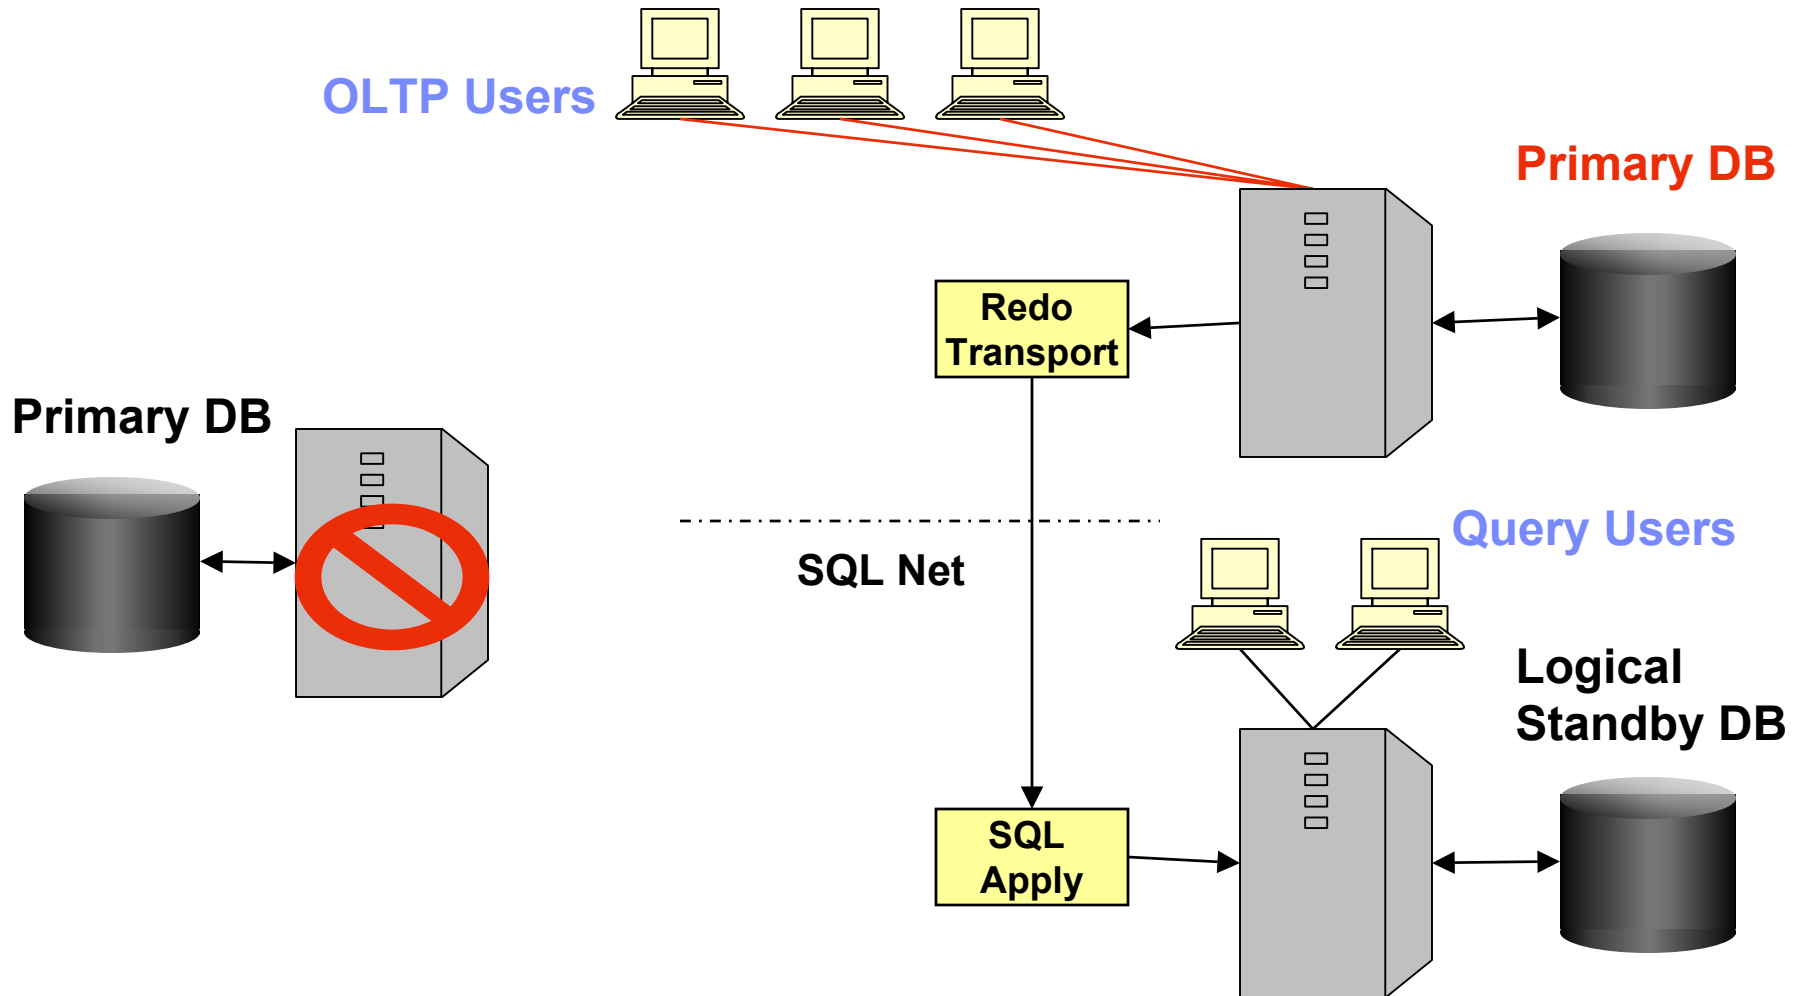 OLTP Users
Primary DB
Redo
Transport
Primary DB
SQL Net
Query Users
Logical
Standby DB
SQL
Apply